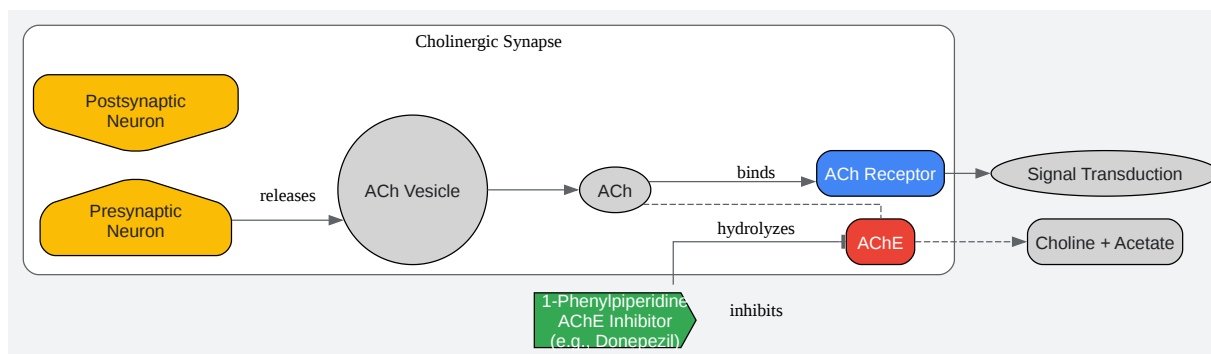 Cholinergic Synapse
Postsynaptic
Neuron
Presynaptic
Neuron
releases
ACh Vesicle
ACh
binds
ACh Receptor
Signal Transduction
hydrolyzes
AChE
Choline + Acetate
1-Phenylpiperidine
AChE Inhibitor
(e.g., Donepezil)
inhibits